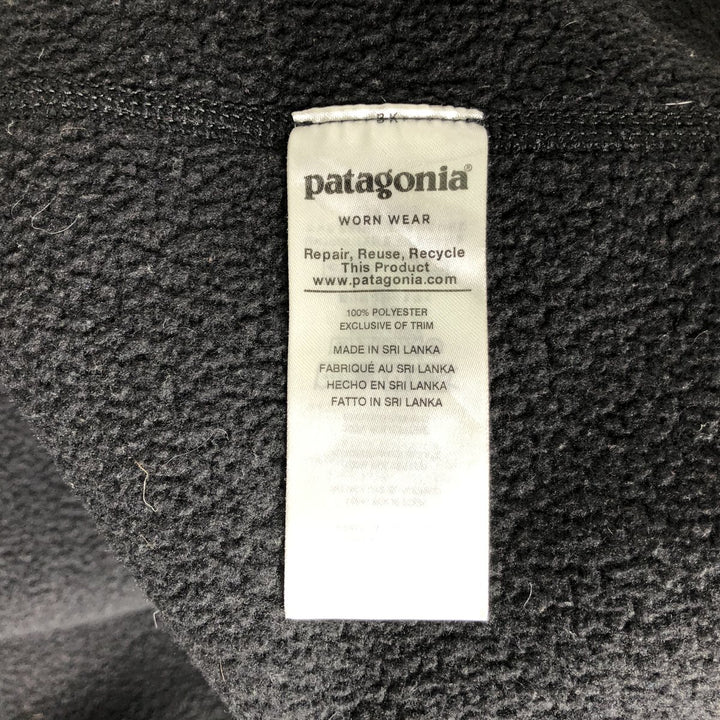 BK
patagonia®
WORN WEAR
Repair, Reuse, Recycle
This Product
www.patagonia.com
100% POLYESTER
EXCLUSIVE OF TRIM
MADE IN SRI LANKA
FABRIQUÉ AU SRI LANKA
HECHO EN SRI LANKA
FATTO IN SRI LANKA